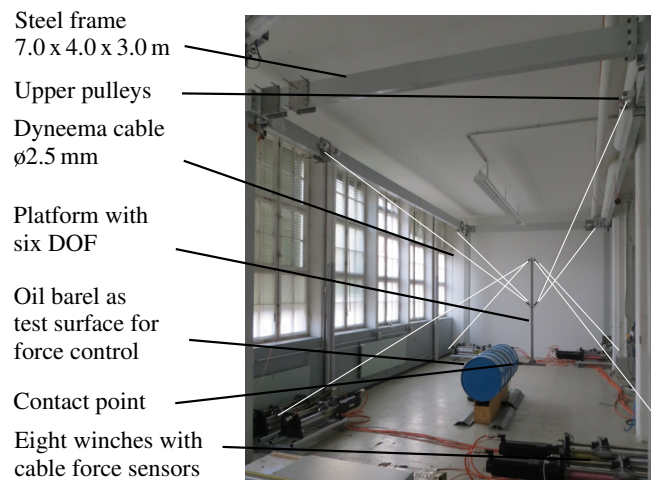 Steel frame
7.0 x 4.0 x 3.0 m
Upper pulleys
Dyneema cable
ø2.5 mm
Platform with
six DOF
Oil barel as
test surface for
force control
Contact point
Eight winches with
cable force sensors